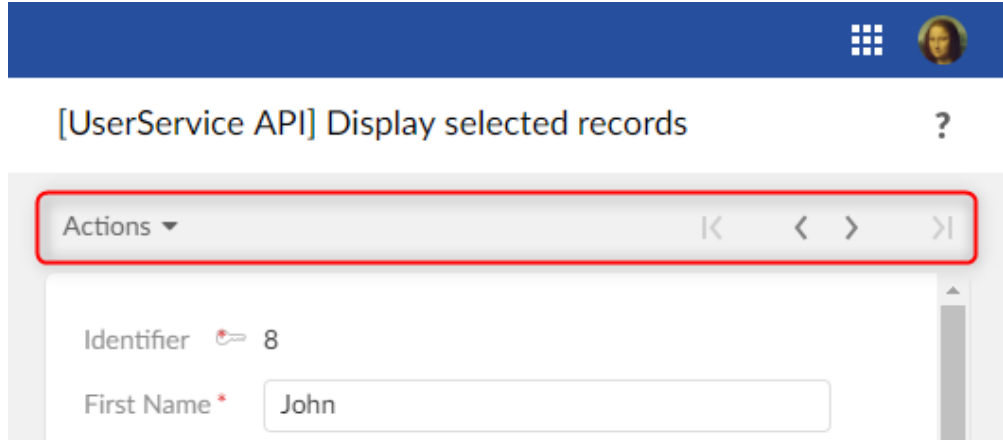 [UserService API] Display selected records ?
Actions
Identifier * 8
First Name * John